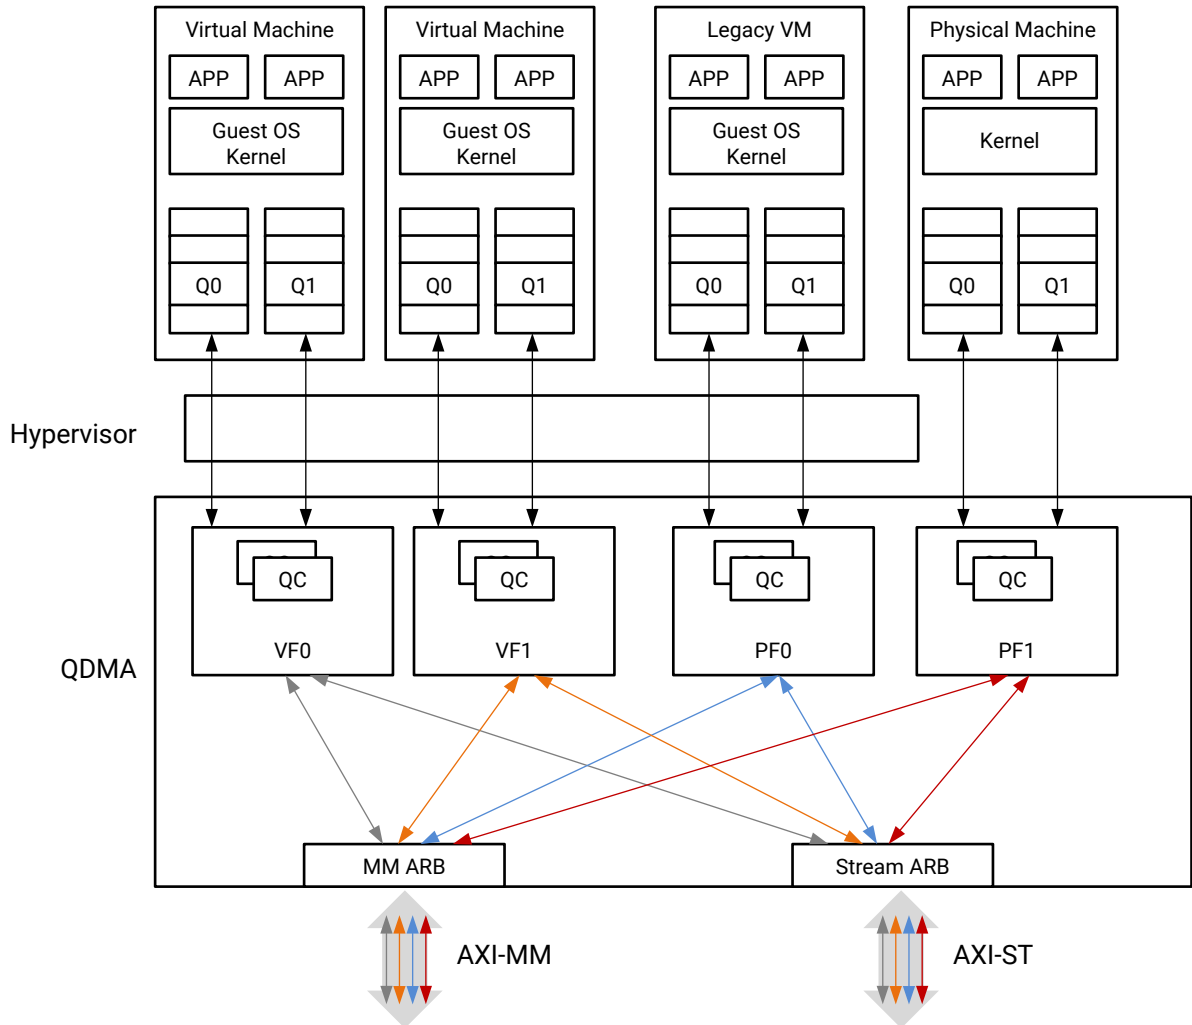 Virtual Machine
Virtual Machine
Legacy VM
Physical Machine
APP
APP
APP
APP
APP
APP
APP
APP
Guest OS
Kernel
Guest OS
Kernel
Guest OS
Kernel
Kernel
Q0
Q1
Q0
Q1
Q0
Q1
Q0
Q1
Hypervisor
QC
QC
QC
QC
VF0
VF1
PF0
PF1
QDMA
MM ARB
Stream ARB
AXI-MM
AXI-ST